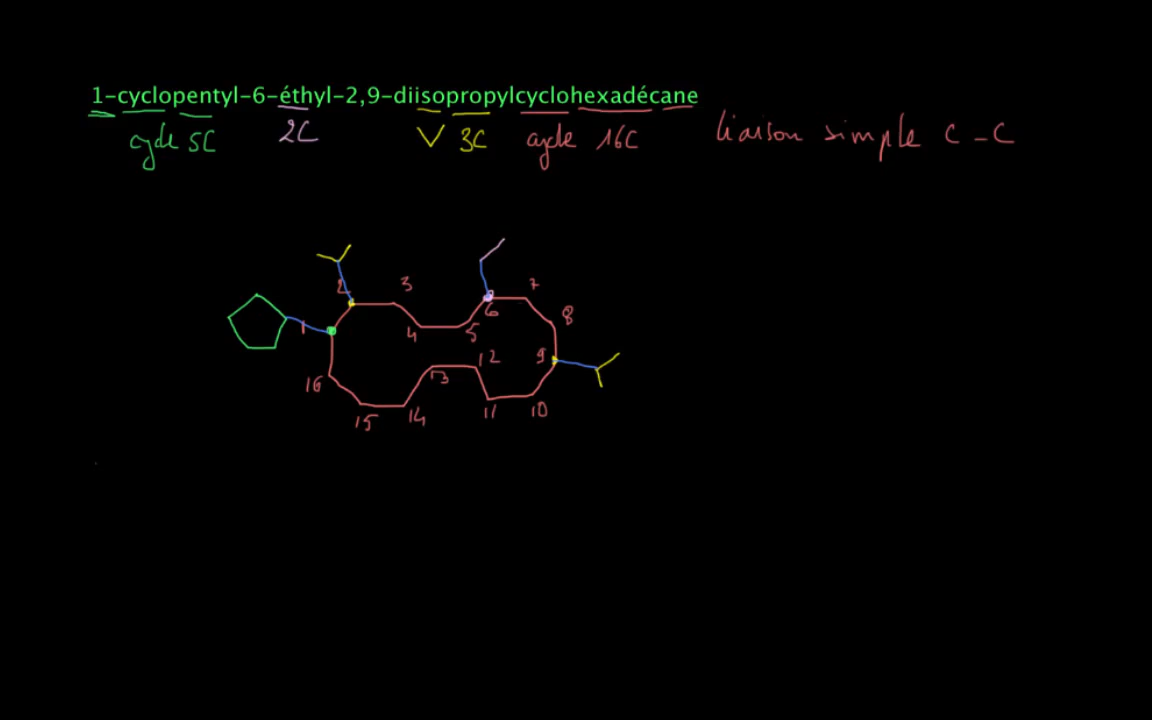 1-cyclopentyl-6-éthyl-2,9-diisopropylcyclohexadécane
cycle 5C 2C V 3C cycle 16C liaison simple C-C
2 3 6 7
1 4 5 8
16 13 12 9
15 14 11 10